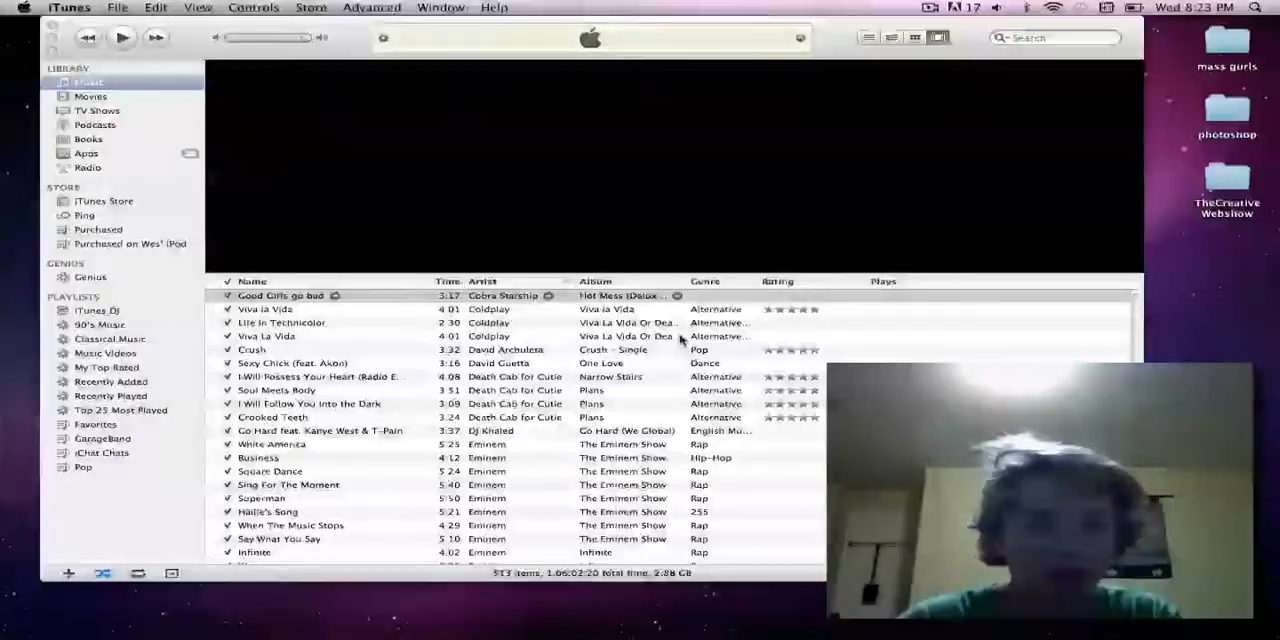 iTunes File Edit View Controls Store Advanced Window Help 17 Wed 8:23 PM
Search
mass gurls
photoshop
TheCreative
Webshow
LIBRARY
Music
Movies
TV Shows
Podcasts
Books
Apps
Radio
STORE
iTunes Store
Ping
Purchased
Purchased on Wes' iPod
GENIUS
Genius
PLAYLISTS
iTunes DJ
90's Music
Classical Music
Music Videos
My Top Rated
Recently Added
Recently Played
Top 25 Most Played
Favorites
GarageBand
iChat Chats
Pop
Name Time Artist Album Genre Rating Plays
Good Girls go bad 3:17 Cobra Starship Hot Mess (Delux...
Viva la Vida 4:01 Coldplay Viva la Vida Alternative ★★★★★
Life In Technicolor 2:30 Coldplay Viva La Vida Or Dea... Alternative...
Viva La Vida 4:01 Coldplay Viva La Vida Or Dea Alternative...
Crush 3:32 David Archuleta Crush - Single Pop ★★★★★
Sexy Chick (feat. Akon) 3:16 David Guetta One Love Dance
I Will Possess Your Heart (Radio E... 4:08 Death Cab for Cutie Narrow Stairs Alternative ★★★★★
Soul Meets Body 3:51 Death Cab for Cutie Plans Alternative ★★★★★
I Will Follow You Into the Dark 3:09 Death Cab for Cutie Plans Alternative ★★★★★
Crooked Teeth 3:24 Death Cab for Cutie Plans Alternative ★★★★★
Go Hard feat. Kanye West & T-Pain 3:37 DJ Khaled Go Hard (We Global) English Mu...
White America 5:25 Eminem The Eminem Show Rap
Business 4:12 Eminem The Eminem Show Hip-Hop
Square Dance 5:24 Eminem The Eminem Show Rap
Sing For The Moment 5:40 Eminem The Eminem Show Rap
Superman 5:50 Eminem The Eminem Show Rap
Hailie's Song 5:21 Eminem The Eminem Show 255
When The Music Stops 4:29 Eminem The Eminem Show Rap
Say What You Say 5:10 Eminem The Eminem Show Rap
Infinite 4:02 Eminem Infinite Rap
513 items, 1:06:02:20 total time, 2.88 GB